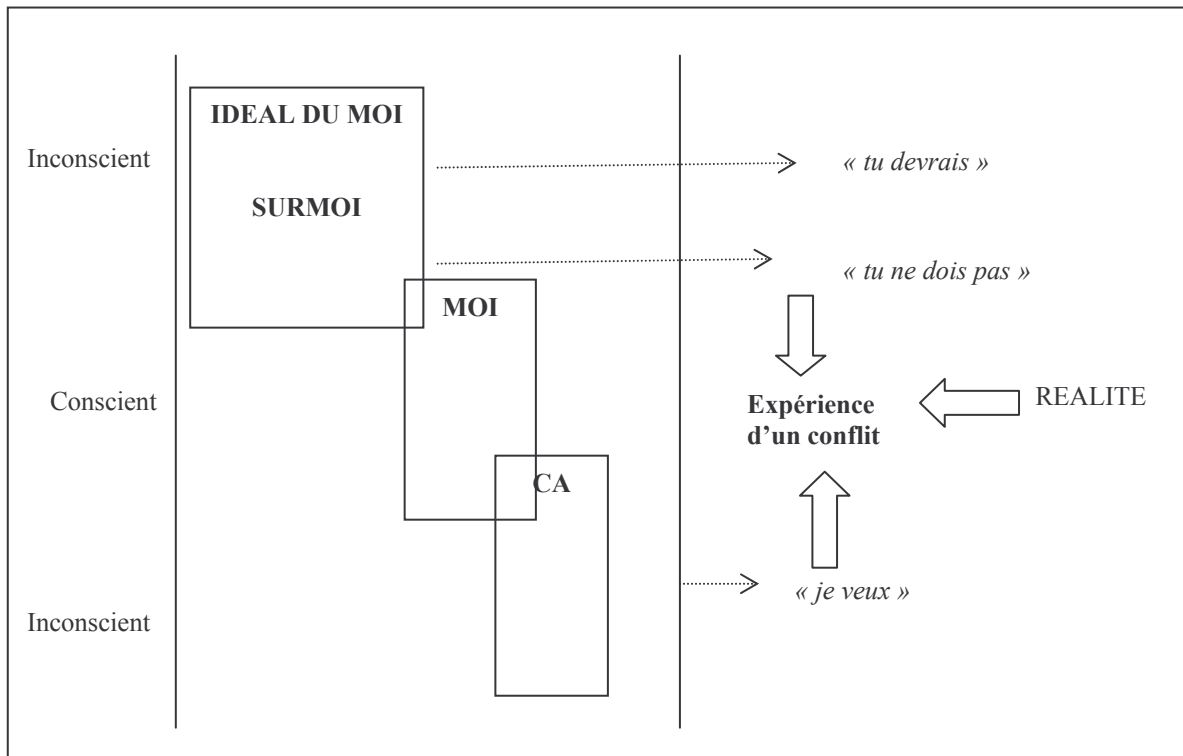 IDEAL DU MOI
Inconscient
« tu devrais »
SURMOI
« tu ne dois pas »
MOI
Conscient
Expérience
d’un conflit
REALITE
CA
« je veux »
Inconscient